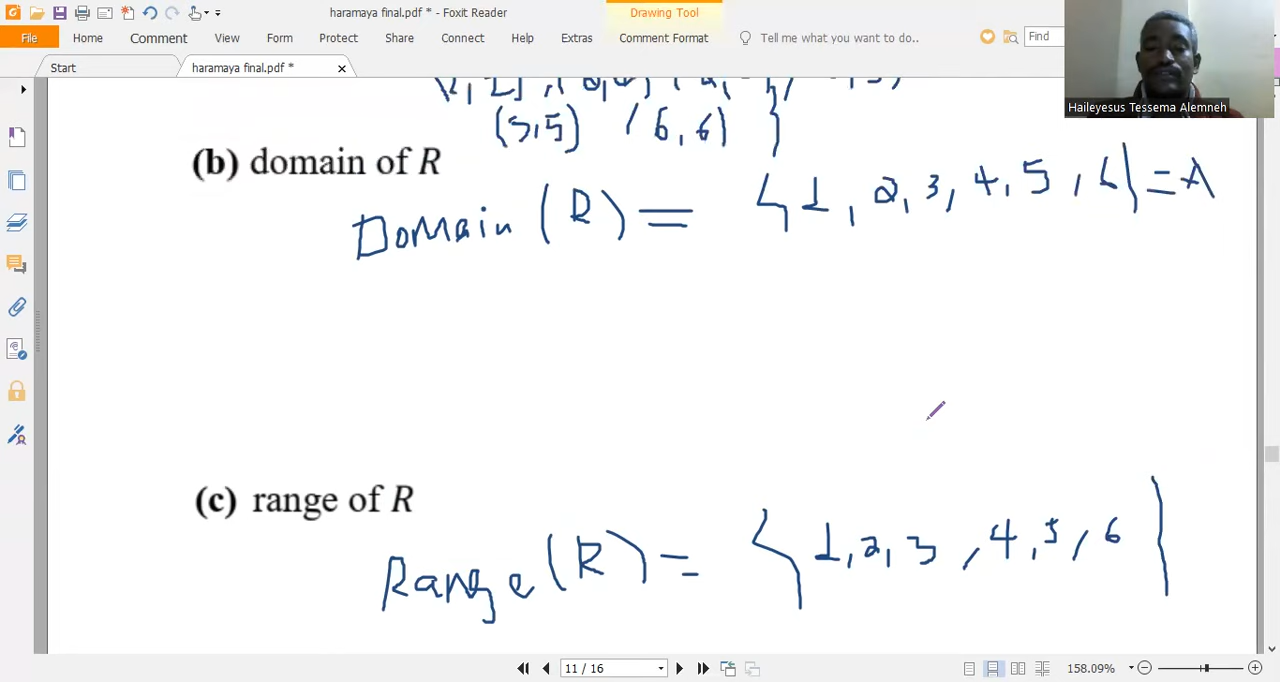 haramaya final.pdf * - Foxit Reader
Drawing Tool
File Home Comment View Form Protect Share Connect Help Extras Comment Format Tell me what you want to do.. Find
Start haramaya final.pdf *
Haileyesus Tessema Alemneh
(5,5) (6,6) }
(b) domain of R
Domain (R) = {1, 2, 3, 4, 5, 6} = A
(c) range of R
Range (R) = {1, 2, 3, 4, 5, 6}
11 / 16 158.09%